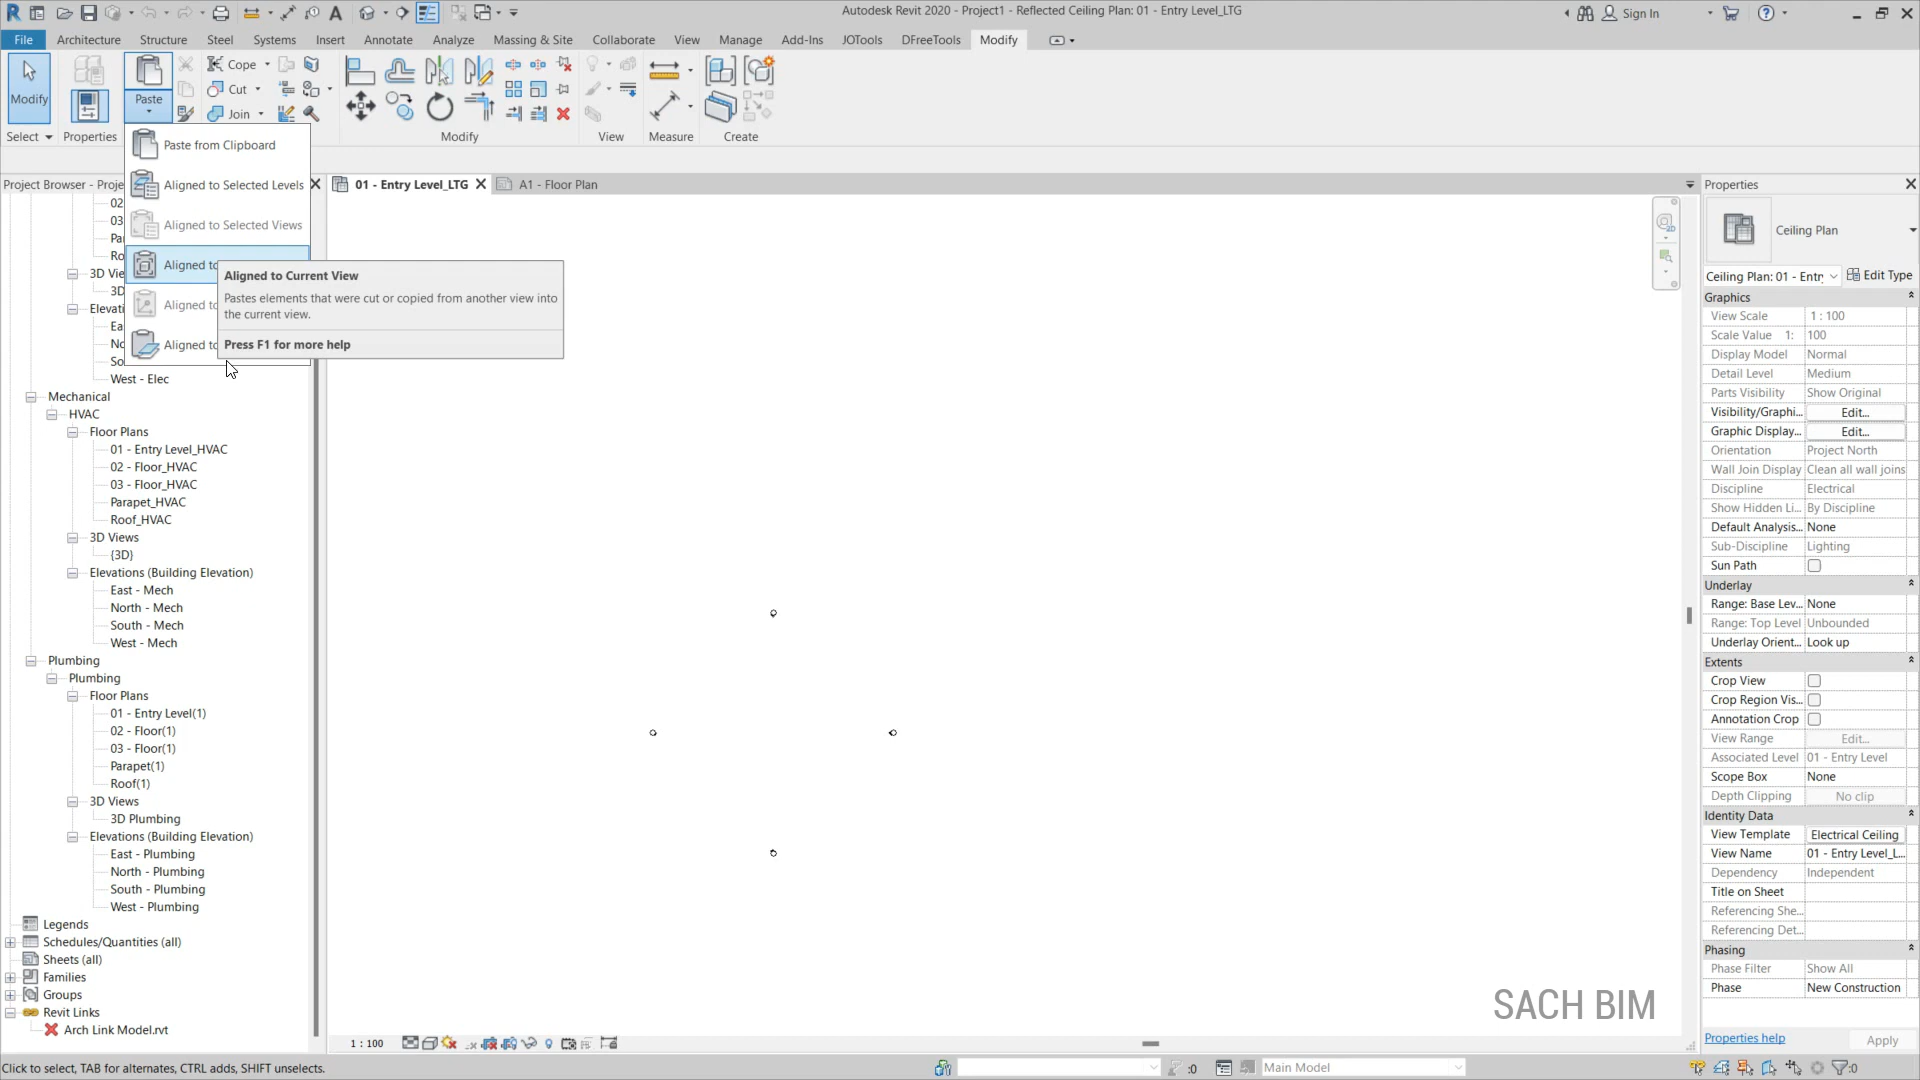 Autodesk Revit 2020 - Project1 - Reflected Ceiling Plan: 01 - Entry Level_LTG
Sign In
File Architecture Structure Steel Systems Insert Annotate Analyze Massing & Site Collaborate View Manage Add-Ins JOTools DFreeTools Modify
Modify
Paste
Cope
Cut
Join
Select
Properties
Modify
View
Measure
Create
Paste from Clipboard
Aligned to Selected Levels
Aligned to Selected Views
Aligned to
Aligned to
Aligned to
Aligned to Current View
Pastes elements that were cut or copied from another view into
the current view.
Press F1 for more help
Project Browser - Proje
01 - Entry Level_LTG
A1 - Floor Plan
02
03
Pa
Ro
3D Vie
3D
Elevati
Ea
No
So
West - Elec
Mechanical
HVAC
Floor Plans
01 - Entry Level_HVAC
02 - Floor_HVAC
03 - Floor_HVAC
Parapet_HVAC
Roof_HVAC
3D Views
{3D}
Elevations (Building Elevation)
East - Mech
North - Mech
South - Mech
West - Mech
Plumbing
Plumbing
Floor Plans
01 - Entry Level(1)
02 - Floor(1)
03 - Floor(1)
Parapet(1)
Roof(1)
3D Views
3D Plumbing
Elevations (Building Elevation)
East - Plumbing
North - Plumbing
South - Plumbing
West - Plumbing
Legends
Schedules/Quantities (all)
Sheets (all)
Families
Groups
Revit Links
Arch Link Model.rvt
Properties
Ceiling Plan
Ceiling Plan: 01 - Entr Edit Type
Graphics
View Scale 1 : 100
Scale Value 1: 100
Display Model Normal
Detail Level Medium
Parts Visibility Show Original
Visibility/Graphi... Edit...
Graphic Display... Edit...
Orientation Project North
Wall Join Display Clean all wall joins
Discipline Electrical
Show Hidden Li... By Discipline
Default Analysis... None
Sub-Discipline Lighting
Sun Path
Underlay
Range: Base Lev... None
Range: Top Level Unbounded
Underlay Orient... Look up
Extents
Crop View
Crop Region Vis...
Annotation Crop
View Range Edit...
Associated Level 01 - Entry Level
Scope Box None
Depth Clipping No clip
Identity Data
View Template Electrical Ceiling
View Name 01 - Entry Level_L...
Dependency Independent
Title on Sheet
Referencing She...
Referencing Det...
Phasing
Phase Filter Show All
Phase New Construction
Properties help
Apply
SACH BIM
1 : 100
Click to select, TAB for alternates, CTRL adds, SHIFT unselects.
:0
Main Model
:0